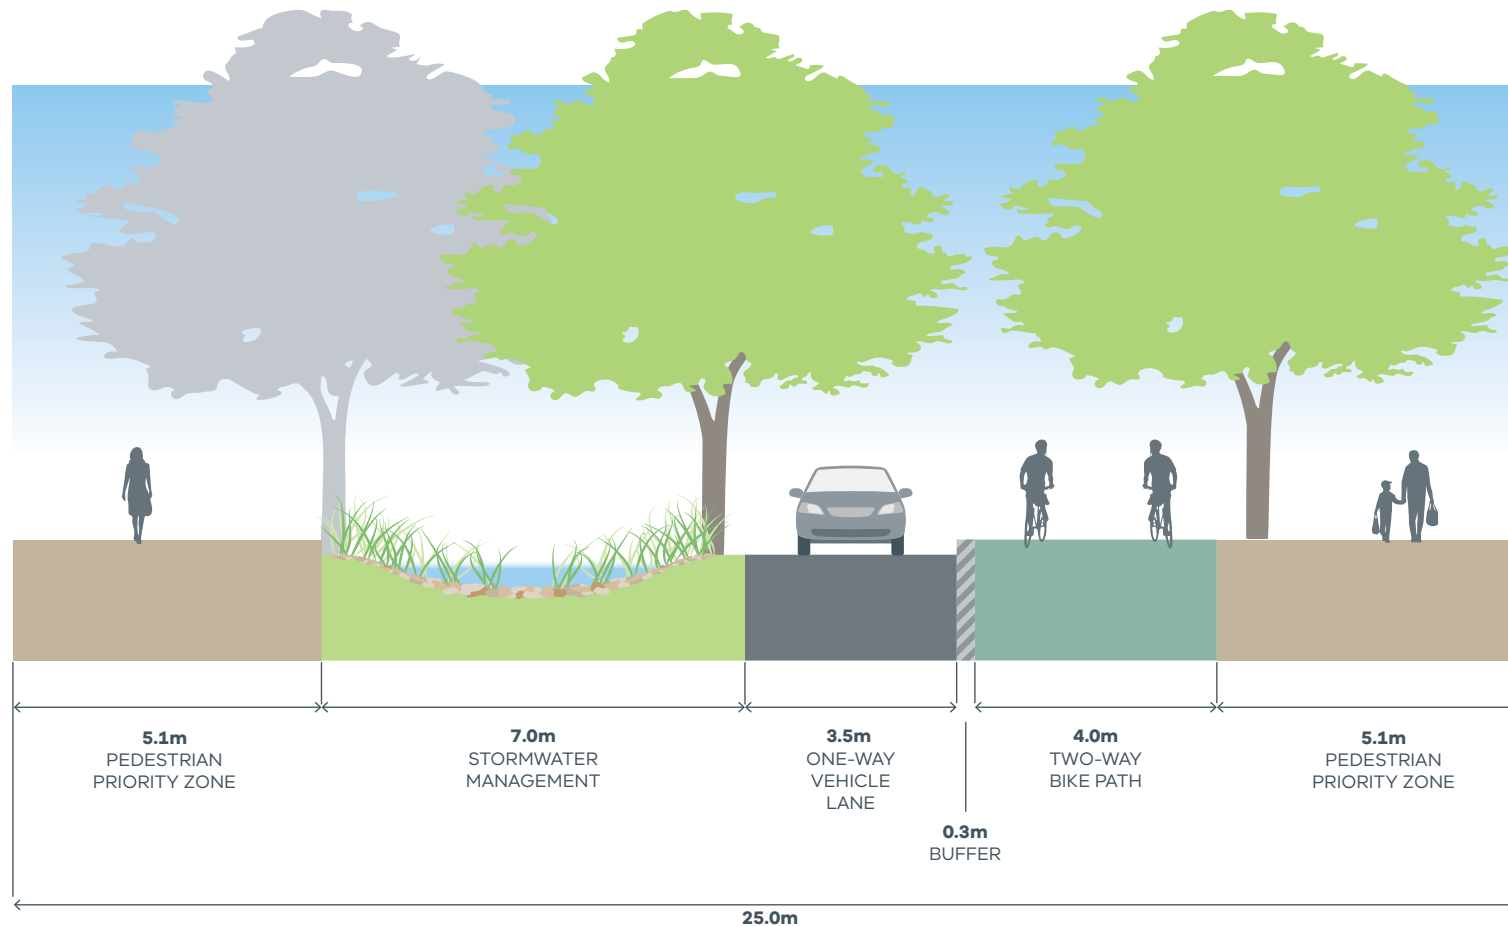 5.1m
PEDESTRIAN
PRIORITY ZONE
7.0m
STORMWATER
MANAGEMENT
3.5m
ONE-WAY
VEHICLE
LANE
0.3m
BUFFER
4.0m
TWO-WAY
BIKE PATH
5.1m
PEDESTRIAN
PRIORITY ZONE
25.0m